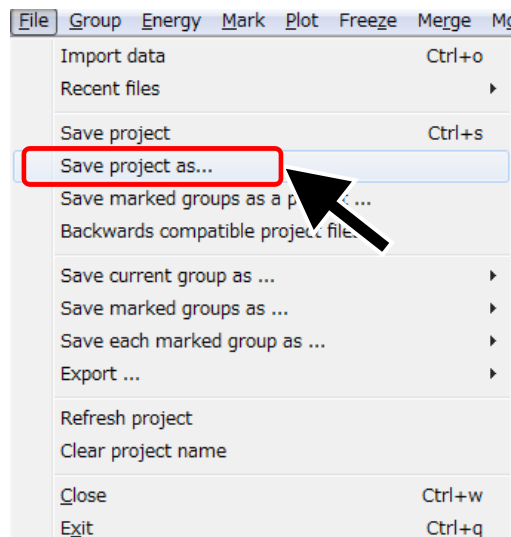 File Group Energy Mark Plot Freeze Merge
Import data Ctrl+o
Recent files
Save project Ctrl+s
Save project as...
Save marked groups as a p ...
Backwards compatible project file
Save current group as ...
Save marked groups as ...
Save each marked group as ...
Export ...
Refresh project
Clear project name
Close Ctrl+w
Exit Ctrl+q